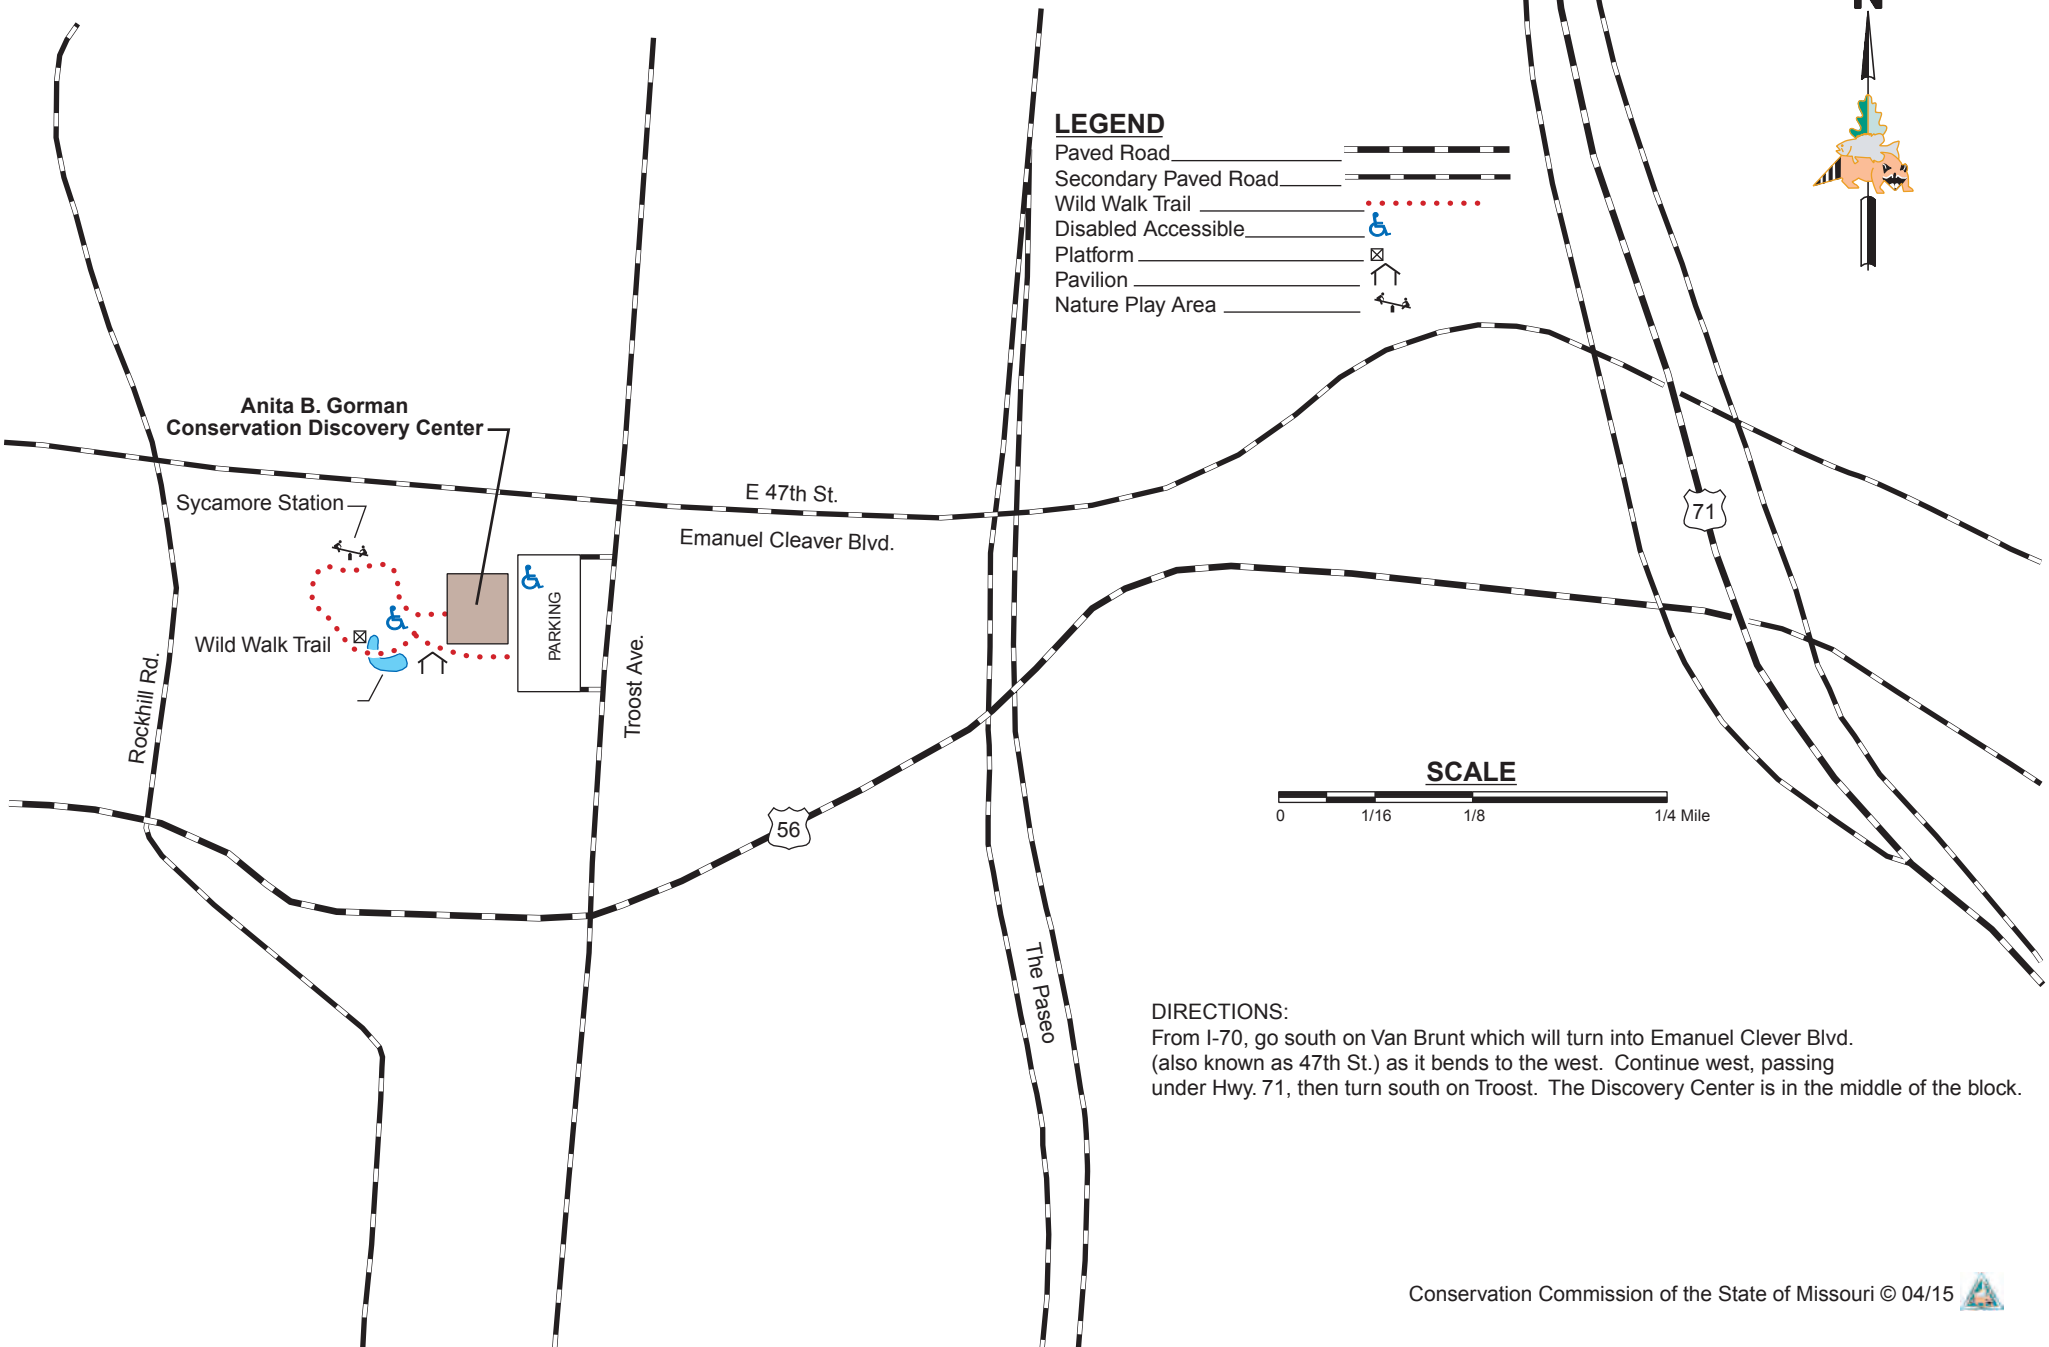 N
LEGEND
Paved Road
Secondary Paved Road
Wild Walk Trail
Disabled Accessible
Platform
Pavilion
Nature Play Area
Anita B. Gorman
Conservation Discovery Center
Sycamore Station
E 47th St.
Emanuel Cleaver Blvd.
71
PARKING
Wild Walk Trail
Rockhill Rd.
Troost Ave.
56
SCALE
0 1/16 1/8 1/4 Mile
The Paseo
DIRECTIONS:
From I-70, go south on Van Brunt which will turn into Emanuel Clever Blvd.
(also known as 47th St.) as it bends to the west. Continue west, passing
under Hwy. 71, then turn south on Troost. The Discovery Center is in the middle of the block.
Conservation Commission of the State of Missouri © 04/15